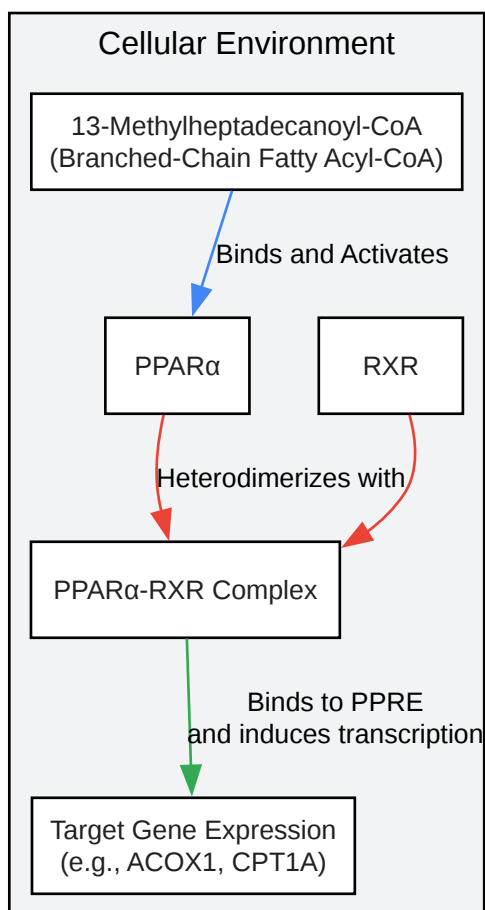 Cellular Environment
13-Methylheptadecanoyl-CoA
(Branched-Chain Fatty Acyl-CoA)
Binds and Activates
PPARα
RXR
Heterodimerizes with
PPARα-RXR Complex
Binds to PPRE
and induces transcription
Target Gene Expression
(e.g., ACOX1, CPT1A)